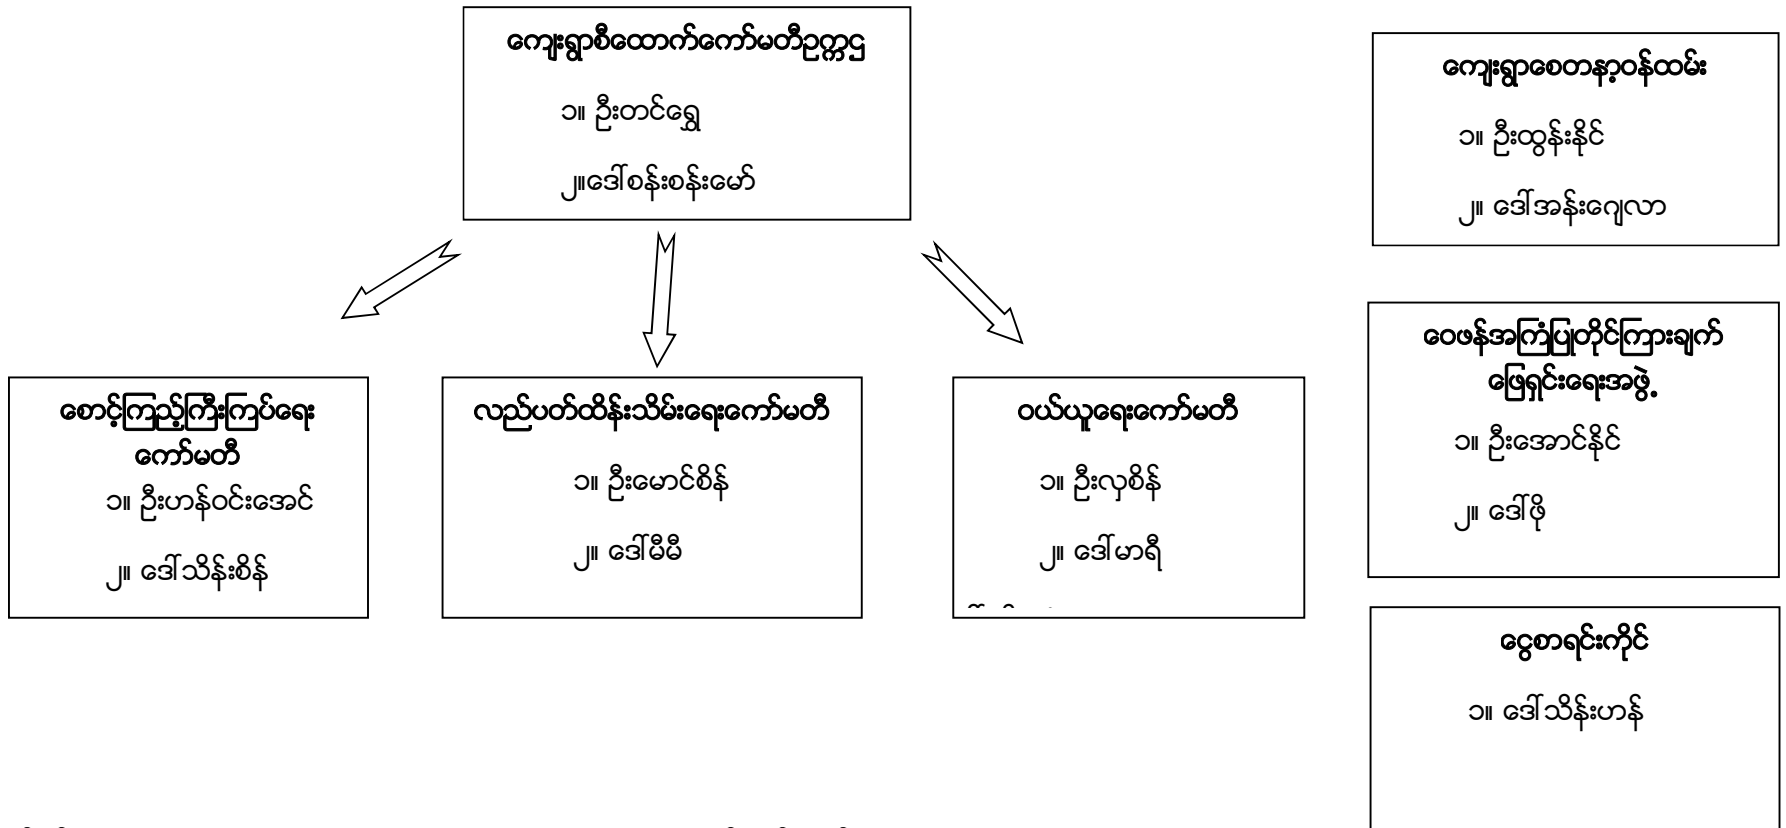 ကျေးရွာစီထောက်ကော်မတီဥက္ကဌ
၁။ ဦးတင်ရွှေ
၂။ဒေါ်စန်းစန်းမော်
ကျေးရွာစေတနာ့ဝန်ထမ်း
၁။ ဦးထွန်းနိုင်
၂။ ဒေါ်အန်းဂျေလာ
စောင့်ကြည့်ကြီးကြပ်ရေး
ကော်မတီ
၁။ ဦးဟန်ဝင်းအောင်
၂။ ဒေါ်သိန်းစိန်
လည်ပတ်ထိန်းသိမ်းရေးကော်မတီ
၁။ ဦးမောင်စိန်
၂။ ဒေါ်မီမီ
ဝယ်ယူရေးကော်မတီ
၁။ ဦးလှစိန်
၂။ ဒေါ်မာရီ
ဝေဖန်အကြံပြုတိုင်ကြားချက်
ဖြေရှင်းရေးအဖွဲ့
၁။ ဦးအောင်နိုင်
၂။ ဒေါ်ဖို
ငွေစာရင်းကိုင်
၁။ ဒေါ်သိန်းဟန်